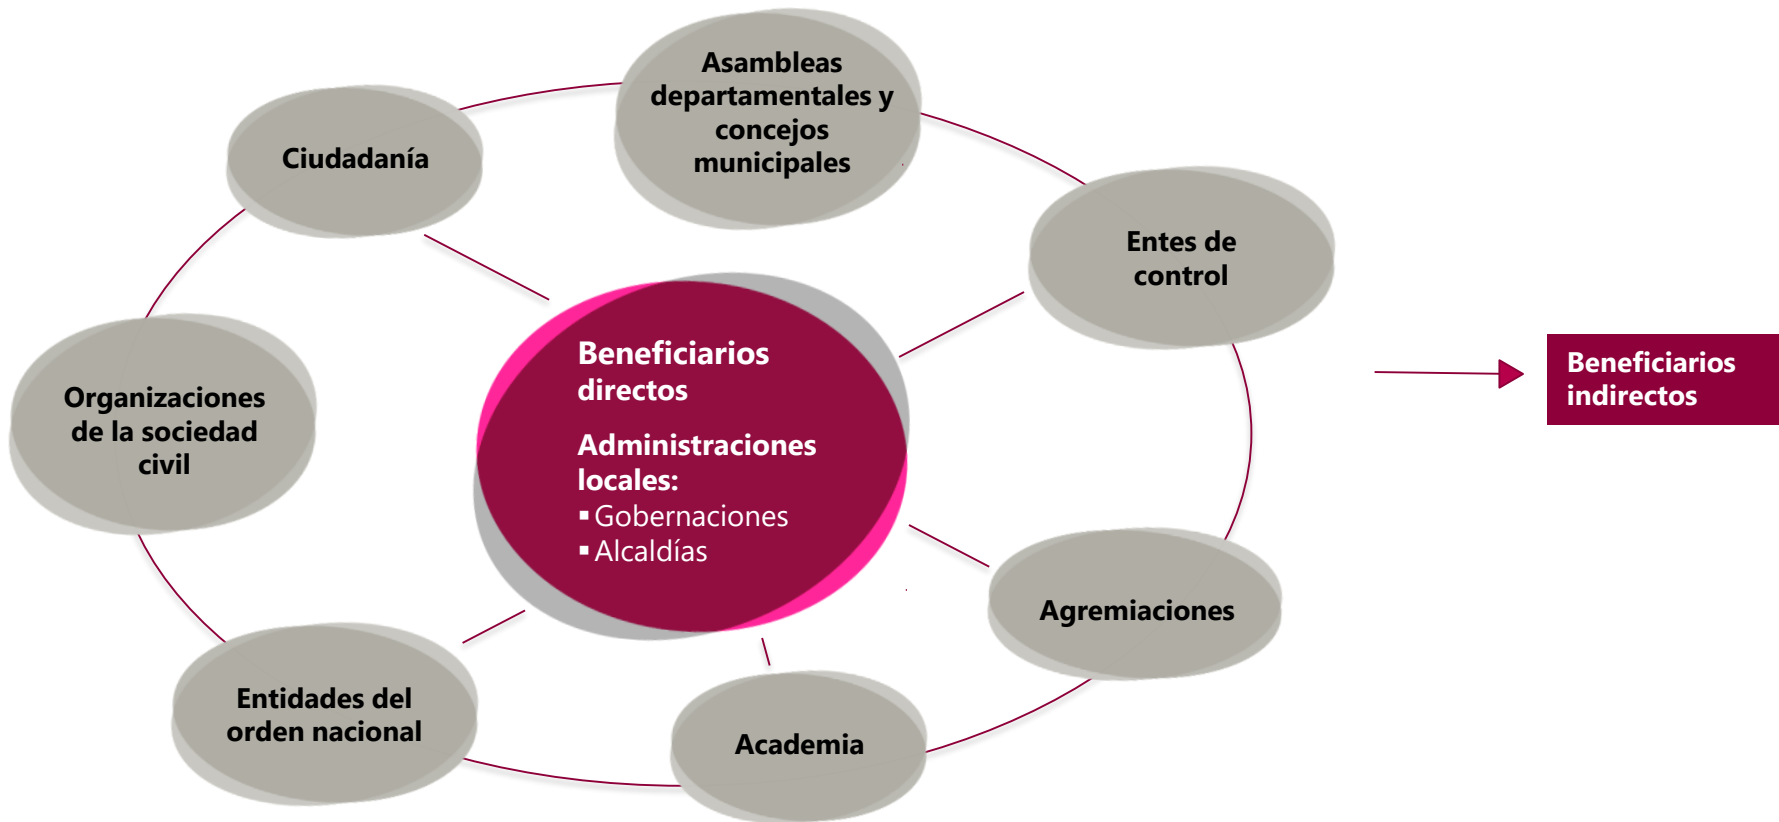 Asambleas
departamentales y
concejos
municipales
Ciudadanía
Entes de
control
Beneficiarios
directos
Administraciones
locales:
▪ Gobernaciones
▪ Alcaldías
Beneficiarios
indirectos
Organizaciones
de la sociedad
civil
Agremiaciones
Entidades del
orden nacional
Academia